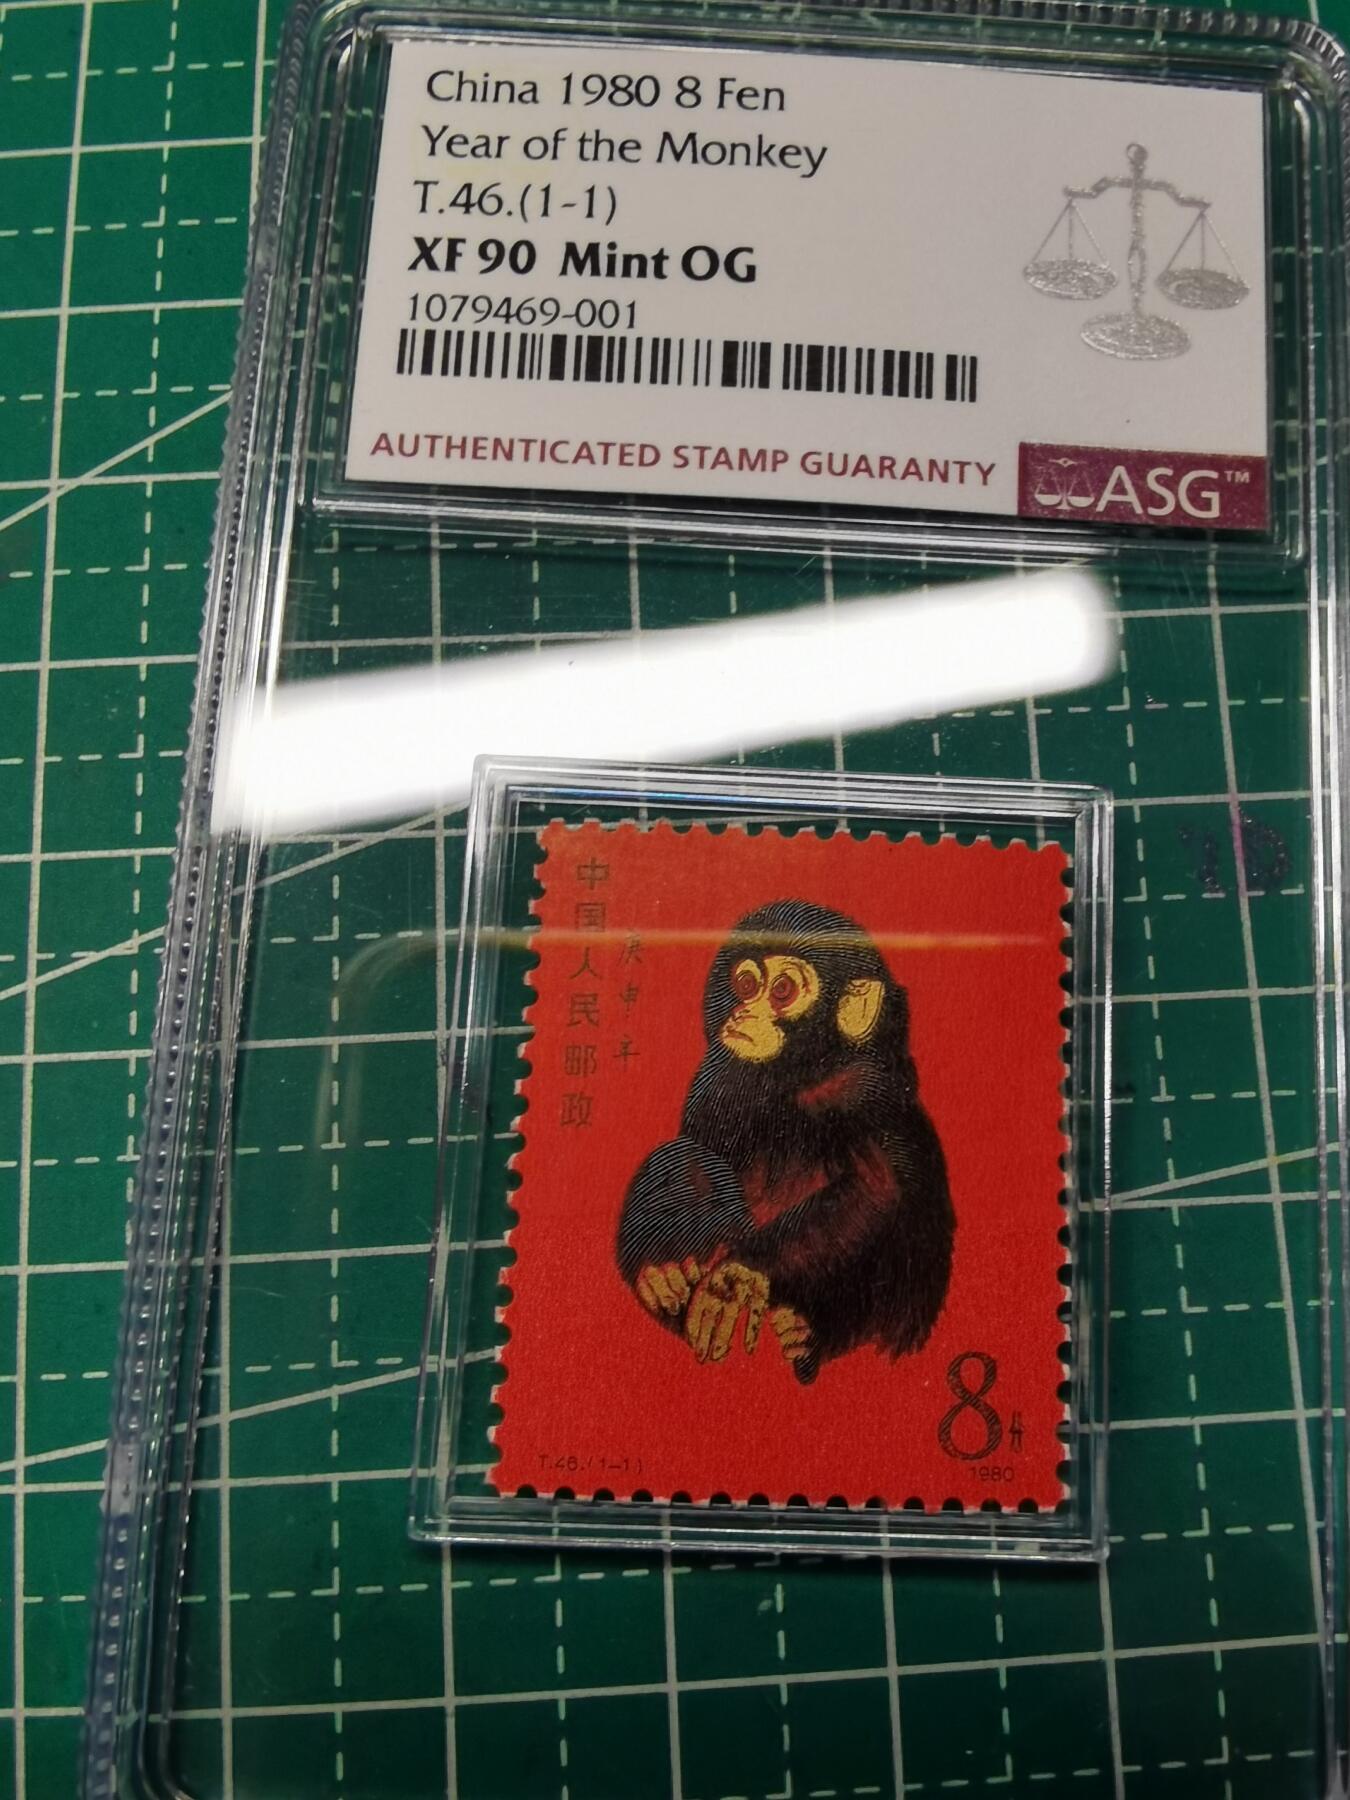 China 1980 8 Fen
Year of the Monkey
T.46.(1-1)
XF 90 Mint OG
1079469-001
AUTHENTICATED STAMP GUARANTY
ASG™
中国人民邮政
庚申年
8分
T.46.(1-1)
1980